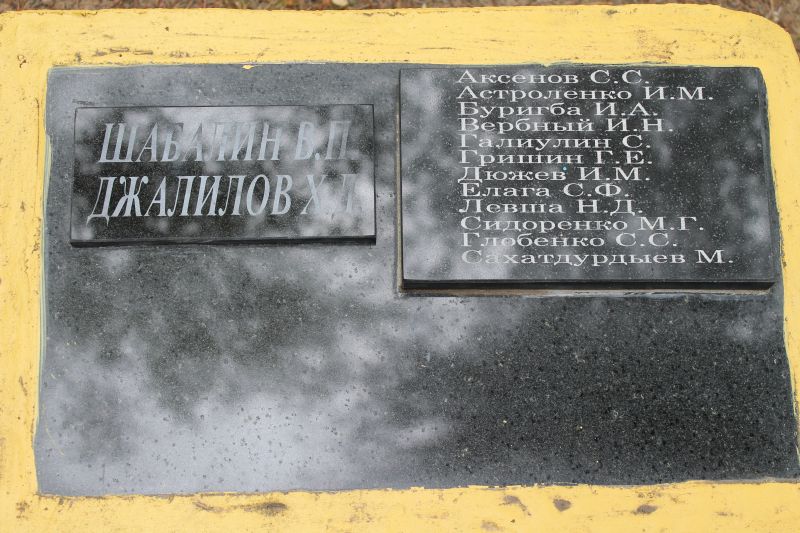 ШАБАЛИН В.П.
ДЖАЛИЛОВ Х.Д.
Аксенов С.С.
Астроленко И.М.
Буригба И.А.
Вербный И.Н.
Галиулин С.
Гришин Г.Е.
Дюжев И.М.
Елага С.Ф.
Левша Н.Д.
Сидоренко М.Г.
Глобенко С.С.
Сахатдурдыев М.